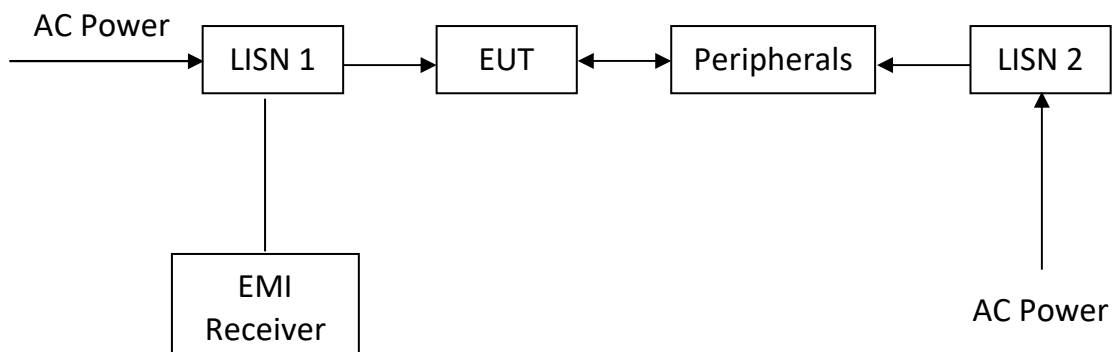 AC Power
LISN 1
EUT
Peripherals
LISN 2
EMI
Receiver
AC Power